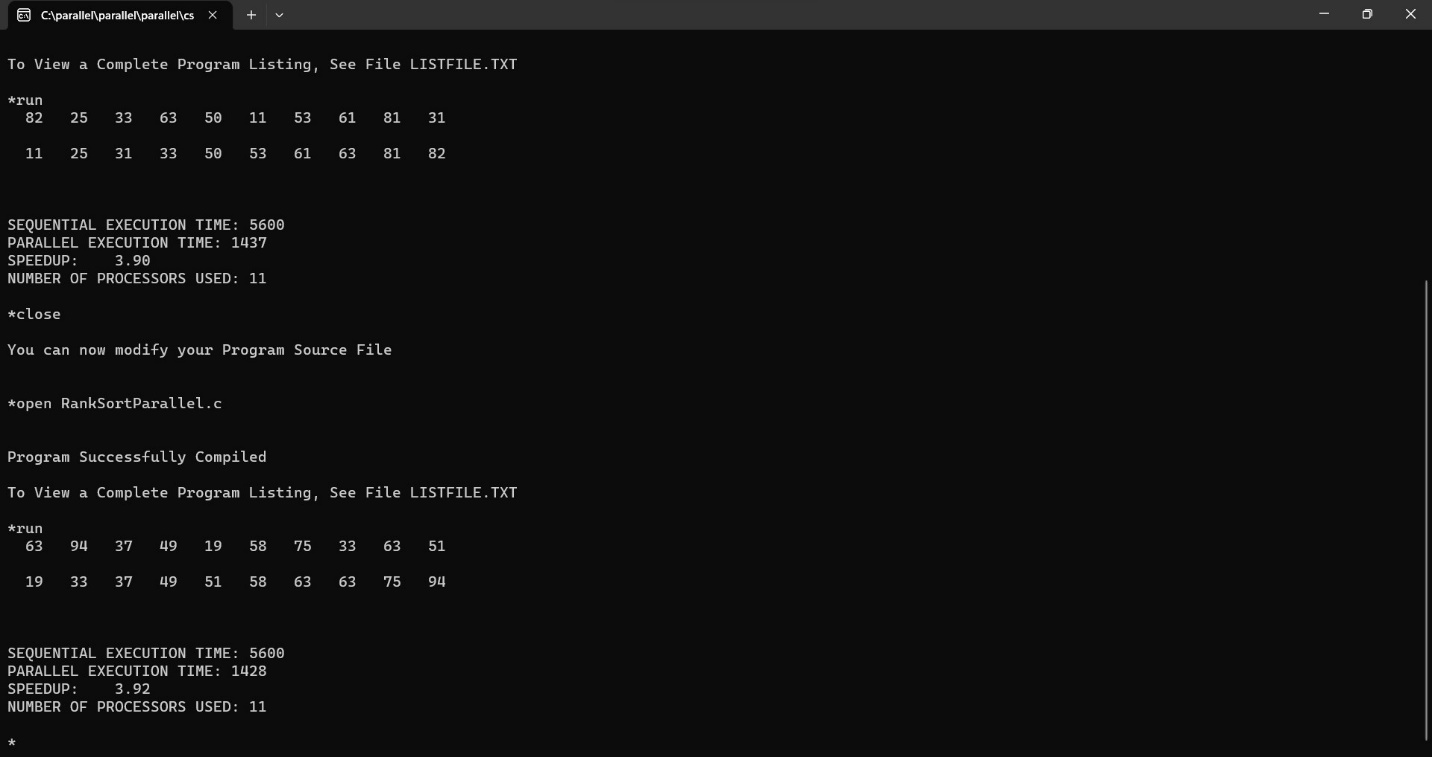 C:\parallel\parallel\parallel\cs
To View a Complete Program Listing, See File LISTFILE.TXT
*run
82 25 33 63 50 11 53 61 81 31
11 25 31 33 50 53 61 63 81 82
SEQUENTIAL EXECUTION TIME: 5600
PARALLEL EXECUTION TIME: 1437
SPEEDUP: 3.90
NUMBER OF PROCESSORS USED: 11
*close
You can now modify your Program Source File
*open RankSortParallel.c
Program Successfully Compiled
To View a Complete Program Listing, See File LISTFILE.TXT
*run
63 94 37 49 19 58 75 33 63 51
19 33 37 49 51 58 63 63 75 94
SEQUENTIAL EXECUTION TIME: 5600
PARALLEL EXECUTION TIME: 1428
SPEEDUP: 3.92
NUMBER OF PROCESSORS USED: 11
*